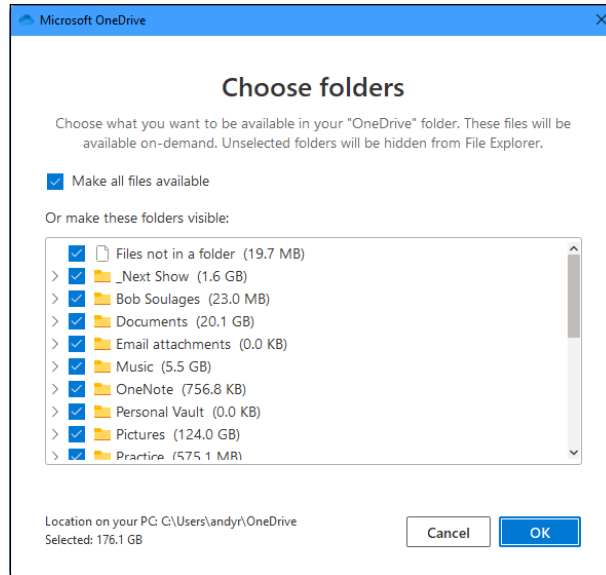 Microsoft OneDrive
Choose folders
Choose what you want to be available in your "OneDrive" folder. These files will be
available on-demand. Unselected folders will be hidden from File Explorer.
Make all files available
Or make these folders visible:
Files not in a folder (19.7 MB)
_Next Show (1.6 GB)
Bob Soulages (23.0 MB)
Documents (20.1 GB)
Email attachments (0.0 KB)
Music (5.5 GB)
OneNote (756.8 KB)
Personal Vault (0.0 KB)
Pictures (124.0 GB)
Practice (575.1 MB)
Location on your PC: C:\Users\andyr\OneDrive
Selected: 176.1 GB
Cancel
OK